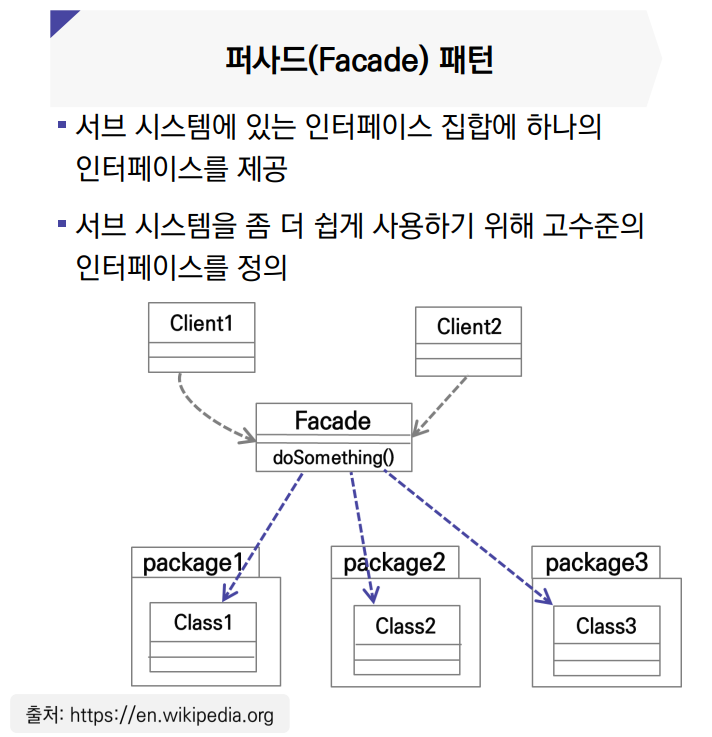 퍼사드(Facade) 패턴
서브 시스템에 있는 인터페이스 집합에 하나의
인터페이스를 제공
서브 시스템을 좀 더 쉽게 사용하기 위해 고수준의
인터페이스를 정의
Client1
Client2
Facade
doSomething()
package1
package2
package3
Class1
Class2
Class3
출처: https://en.wikipedia.org